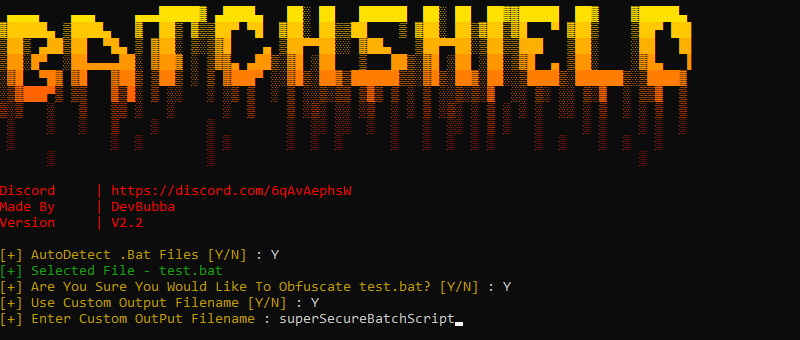 BATCHSHIELD
Discord | https://discord.com/6qAvAephsW
Made By | DevBubba
Version | V2.2
[+] AutoDetect .Bat Files [Y/N] : Y
[+] Selected File - test.bat
[+] Are You Sure You Would Like To Obfuscate test.bat? [Y/N] : Y
[+] Use Custom Output Filename [Y/N] : Y
[+] Enter Custom OutPut Filename : superSecureBatchScript